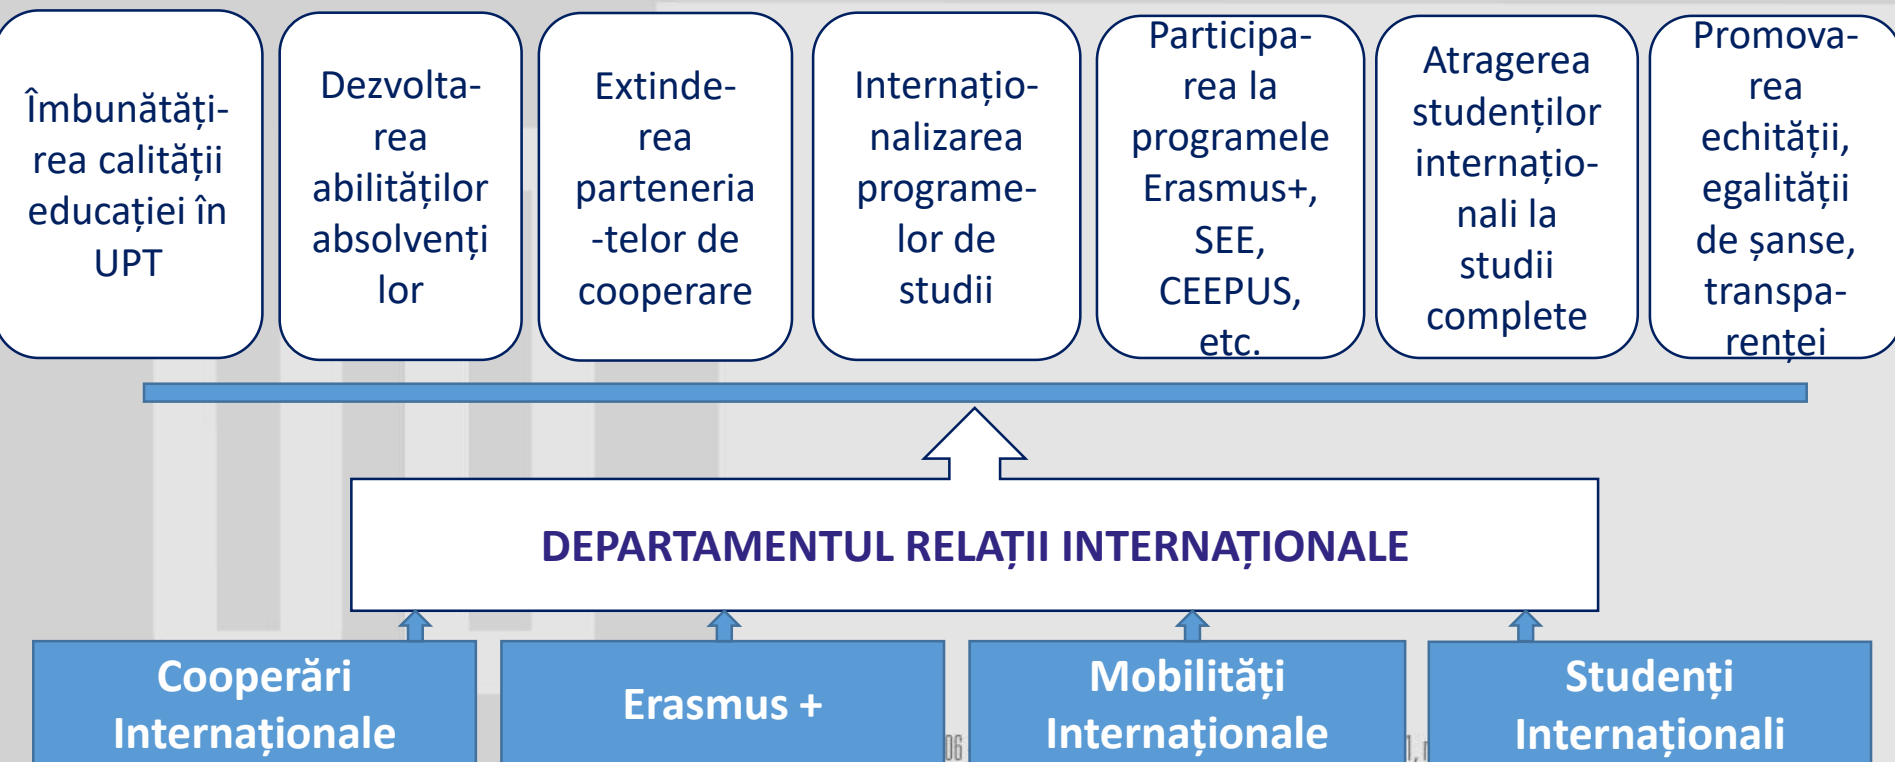 Îmbunătăți-
rea calității
educației în
UPT
Dezvolta-
rea
abilităților
absolvenți
lor
Extinde-
rea
parteneria
-telor de
cooperare
Internațio-
nalizarea
programe-
lor de
studii
Participa-
rea la
programele
Erasmus+,
SEE,
CEEPUS,
etc.
Atragerea
studenților
internațio-
nali la
studii
complete
Promova-
rea
echității,
egalității
de șanse,
transpa-
renței
DEPARTAMENTUL RELAȚII INTERNAȚIONALE
Cooperări
Internaționale
Erasmus +
Mobilități
Internaționale
Studenți
Internaționali